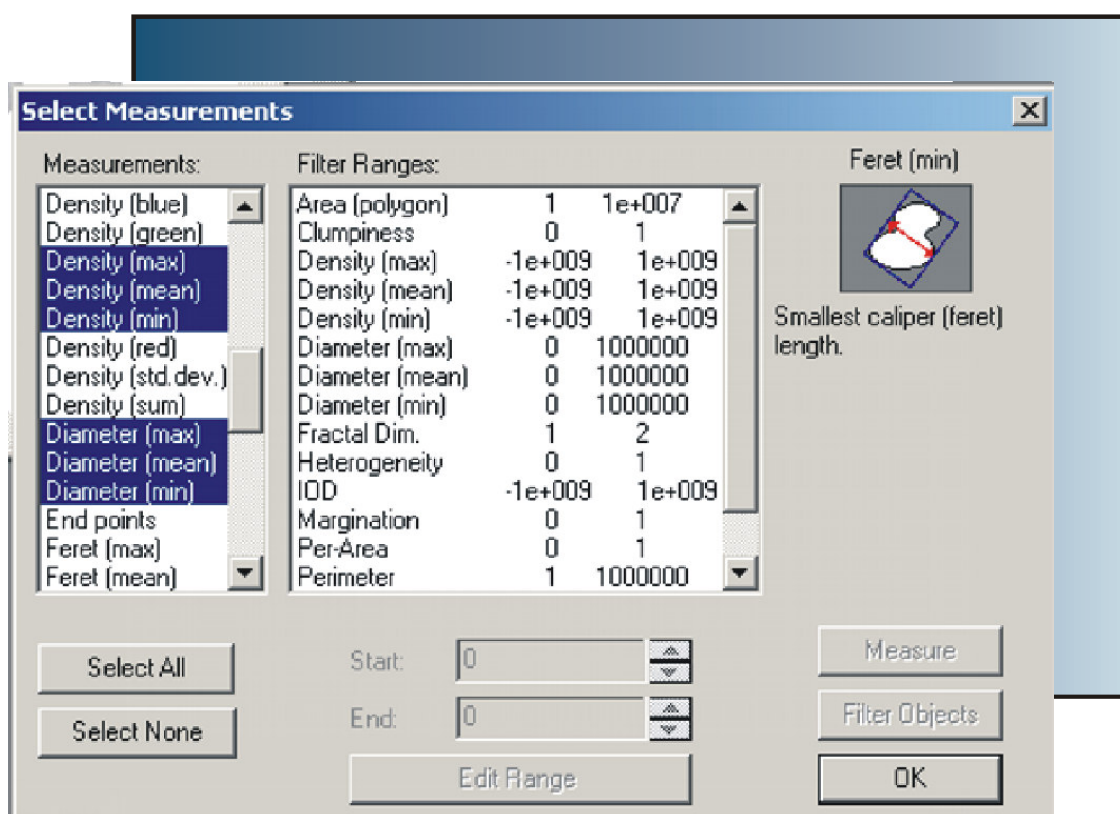 Select Measurements
Measurements:
Density (blue)
Density (green)
Density (max)
Density (mean)
Density (min)
Density (red)
Density (std.dev.)
Density (sum)
Diameter (max)
Diameter (mean)
Diameter (min)
End points
Feret (max)
Feret (mean)
Filter Ranges:
Area (polygon) 1 1e+007
Clumpiness 0 1
Density (max) -1e+009 1e+009
Density (mean) -1e+009 1e+009
Density (min) -1e+009 1e+009
Diameter (max) 0 1000000
Diameter (mean) 0 1000000
Diameter (min) 0 1000000
Fractal Dim. 1 2
Heterogeneity 0 1
IOD -1e+009 1e+009
Margination 0 1
Per-Area 0 1
Perimeter 1 1000000
Feret (min)
Smallest caliper (feret)
length.
Select All
Select None
Start: 0
End: 0
Edit Range
Measure
Filter Objects
OK